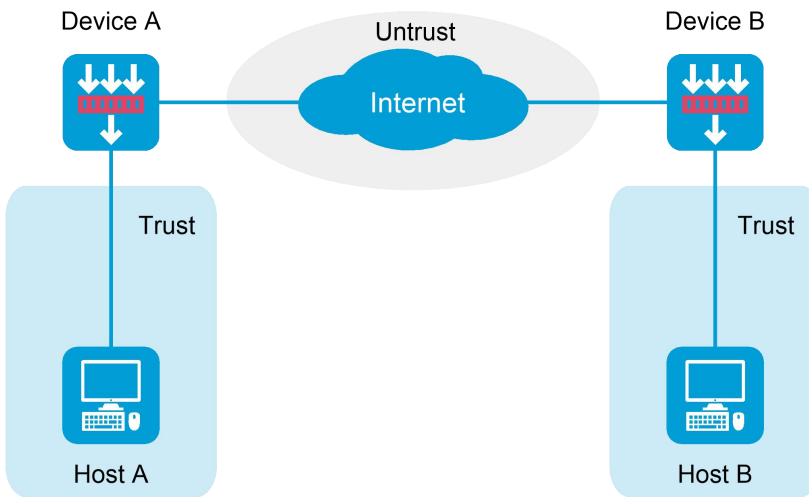 Device A
Untrust
Device B
Internet
Trust
Trust
Host A
Host B